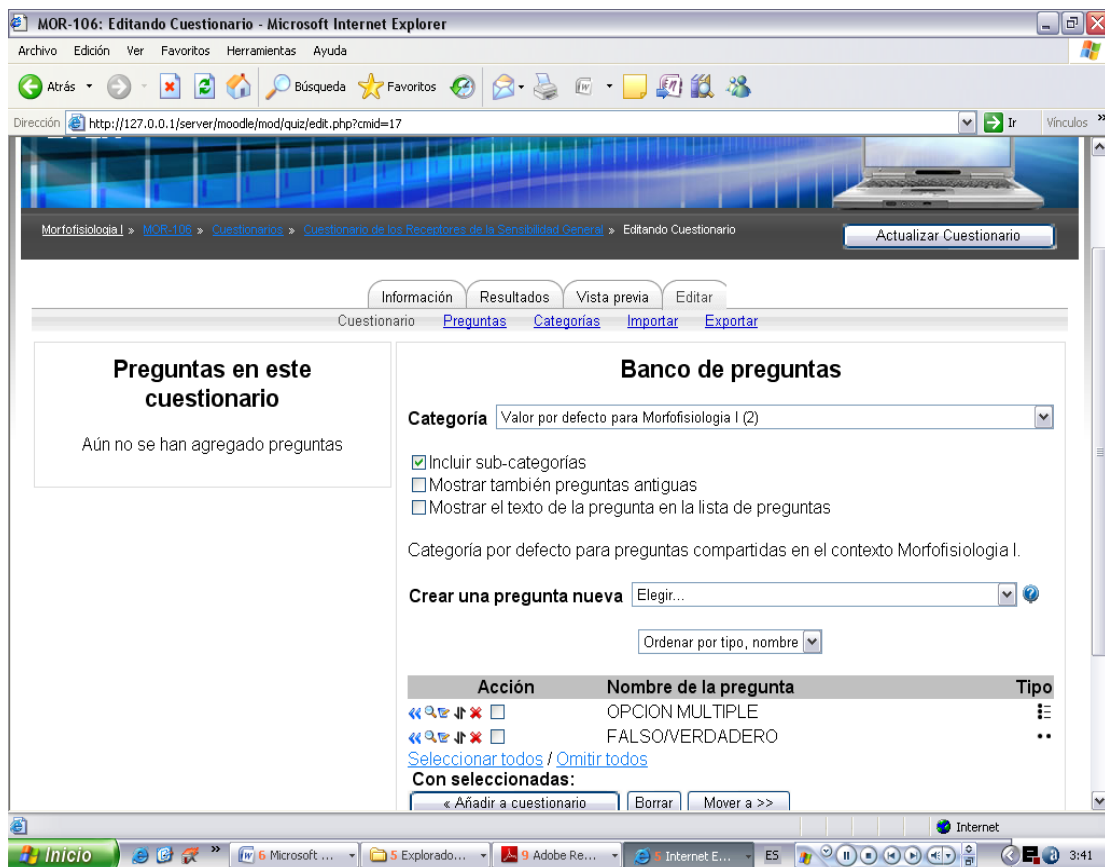 MOR-106: Editando Cuestionario - Microsoft Internet Explorer
Archivo Edición Ver Favoritos Herramientas Ayuda
Atrás Búsqueda Favoritos
Dirección http://127.0.0.1/server/moodle/mod/quiz/edit.php?cmid=17 Ir Vínculos »
Morfofisiologia I » MOR-106 » Cuestionarios » Cuestionario de los Receptores de la Sensibilidad General » Editando Cuestionario Actualizar Cuestionario
Información Resultados Vista previa Editar
Cuestionario Preguntas Categorías Importar Exportar
Preguntas en este
cuestionario
Aún no se han agregado preguntas
Banco de preguntas
Categoría Valor por defecto para Morfofisiologia I (2)
Incluir sub-categorías
Mostrar también preguntas antiguas
Mostrar el texto de la pregunta en la lista de preguntas
Categoría por defecto para preguntas compartidas en el contexto Morfofisiologia I.
Crear una pregunta nueva Elegir...
Ordenar por tipo, nombre
Acción Nombre de la pregunta Tipo
OPCION MULTIPLE
FALSO/VERDADERO
Seleccionar todos / Omitir todos
Con seleccionadas:
« Añadir a cuestionario Borrar Mover a >>
Internet
Inicio » 6 Microsoft ... 5 Explorado... 9 Adobe Re... 5 Internet E... ES 3:41